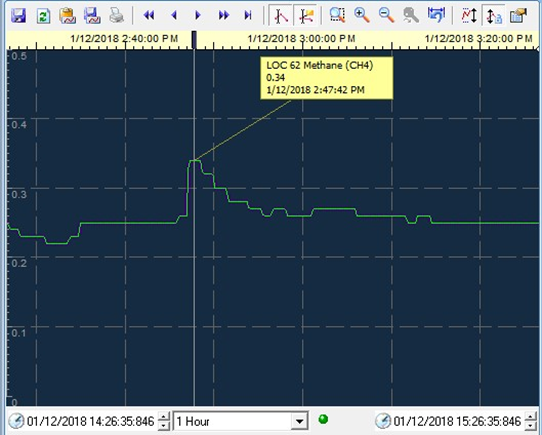 1/12/2018 2:40:00 PM 1/12/2018 3:00:00 PM 1/12/2018 3:20:00 PM
0.5
LOC 62 Methane (CH4)
0.34
1/12/2018 2:47:42 PM
0.4
0.3
0.2
0.1
0
01/12/2018 14:26:35:846 1 Hour 01/12/2018 15:26:35:846